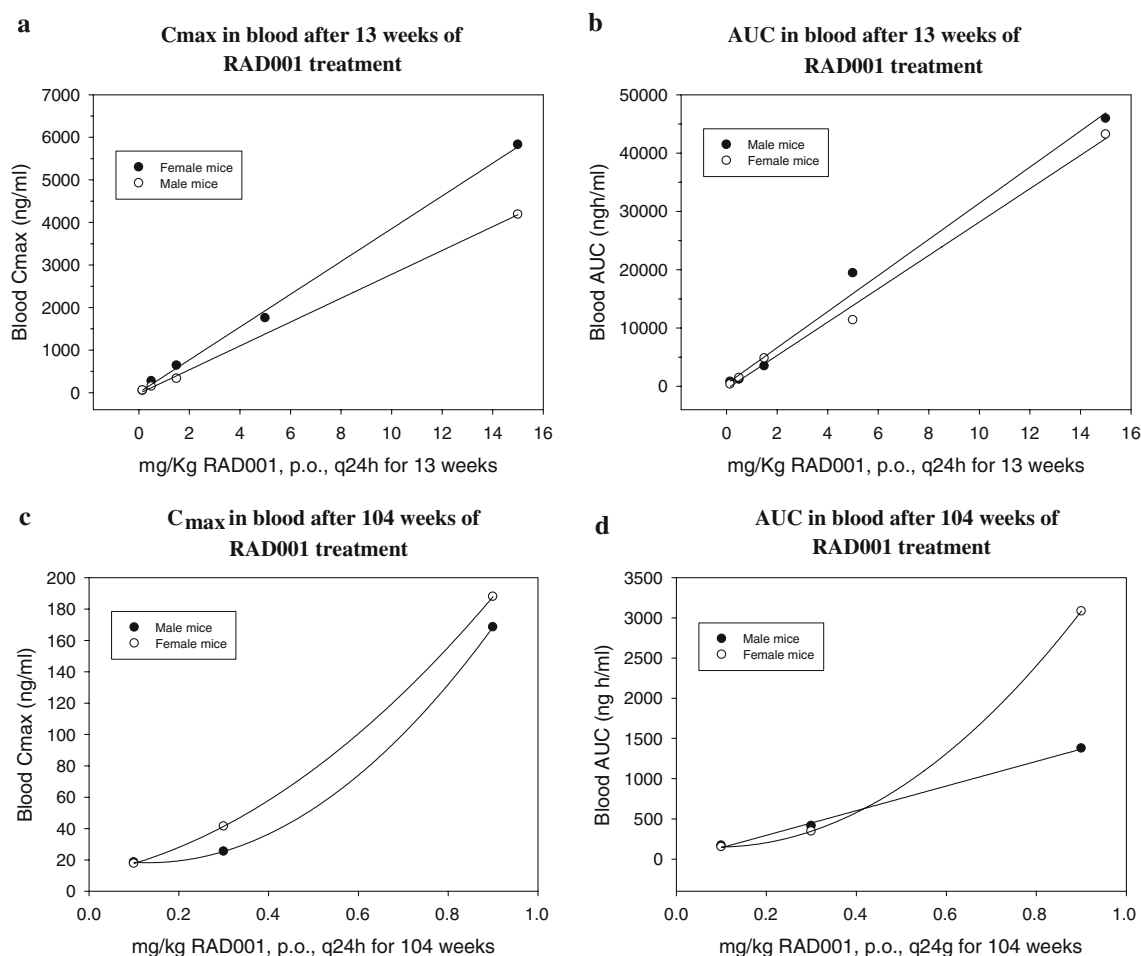 a
Cmax in blood after 13 weeks of
RAD001 treatment
7000
6000
5000
4000
3000
2000
1000
0
Blood Cmax (ng/ml)
Female mice
Male mice
0 2 4 6 8 10 12 14 16
mg/Kg RAD001, p.o., q24h for 13 weeks
b
AUC in blood after 13 weeks of
RAD001 treatment
50000
40000
30000
20000
10000
0
Blood AUC (ngh/ml)
Male mice
Female mice
0 2 4 6 8 10 12 14 16
mg/Kg RAD001, p.o., q24h for 13 weeks
c
Cmax in blood after 104 weeks of
RAD001 treatment
200
180
160
140
120
100
80
60
40
20
0
Blood Cmax (ng/ml)
Male mice
Female mice
0.0 0.2 0.4 0.6 0.8 1.0
mg/kg RAD001, p.o., q24h for 104 weeks
d
AUC in blood after 104 weeks of
RAD001 treatment
3500
3000
2500
2000
1500
1000
500
0
Blood AUC (ng h/ml)
Male mice
Female mice
0.0 0.2 0.4 0.6 0.8 1.0
mg/kg RAD001, p.o., q24g for 104 weeks